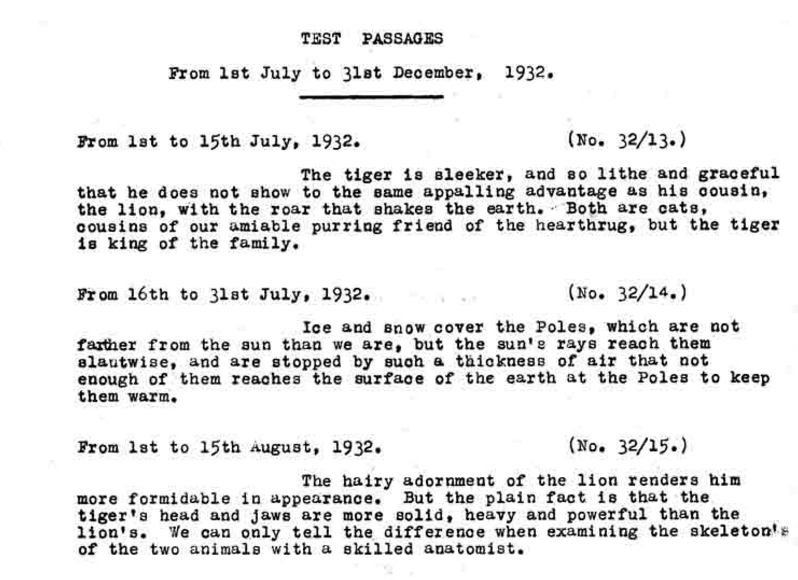 TEST PASSAGES
From 1st July to 31st December, 1932.
From 1st to 15th July, 1932. (No. 32/13.)
The tiger is sleeker, and so lithe and graceful
that he does not show to the same appalling advantage as his cousin,
the lion, with the roar that shakes the earth. Both are cats,
cousins of our amiable purring friend of the hearthrug, but the tiger
is king of the family.
From 16th to 31st July, 1932. (No. 32/14.)
Ice and snow cover the Poles, which are not
farther from the sun than we are, but the sun's rays reach them
slantwise, and are stopped by such a thickness of air that not
enough of them reaches the surface of the earth at the Poles to keep
them warm.
From 1st to 15th August, 1932. (No. 32/15.)
The hairy adornment of the lion renders him
more formidable in appearance. But the plain fact is that the
tiger's head and jaws are more solid, heavy and powerful than the
lion's. We can only tell the difference when examining the skeleton's
of the two animals with a skilled anatomist.